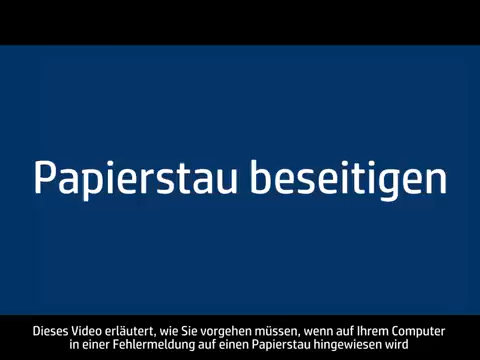 Papierstau beseitigen
Dieses Video erläutert, wie Sie vorgehen müssen, wenn auf Ihrem Computer
in einer Fehlermeldung auf einen Papierstau hingewiesen wird